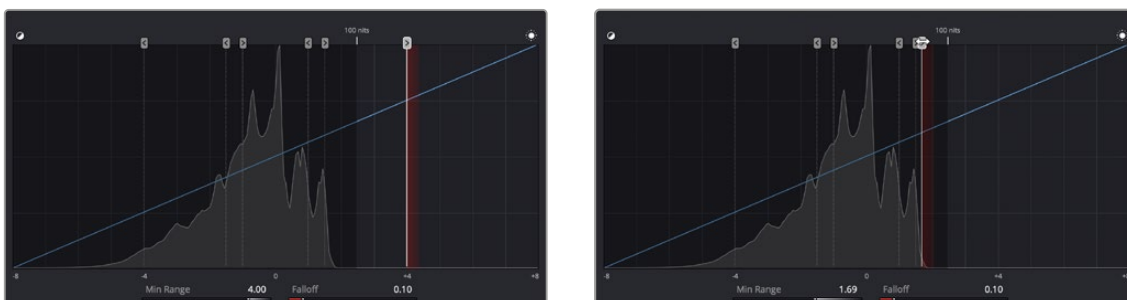 100 nits
-8 -4 0 +4 +8
Min Range 4.00 Falloff 0.10
100 nits
-8 -4 0 +4 +8
Min Range 1.69 Falloff 0.10